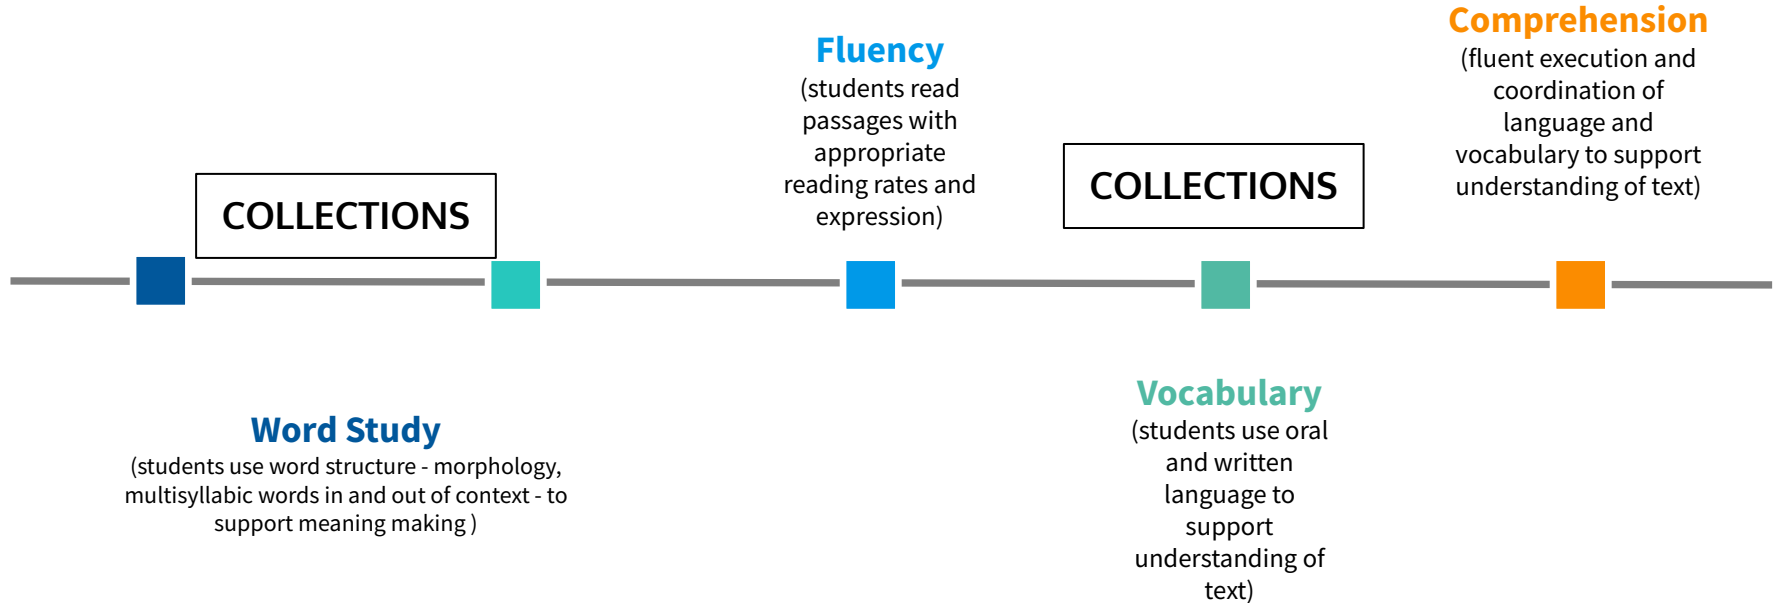 COLLECTIONS
Word Study
(students use word structure - morphology,
multisyllabic words in and out of context - to
support meaning making )
Fluency
(students read
passages with
appropriate
reading rates and
expression)
COLLECTIONS
Vocabulary
(students use oral
and written
language to
support
understanding of
text)
Comprehension
(fluent execution and
coordination of
language and
vocabulary to support
understanding of text)